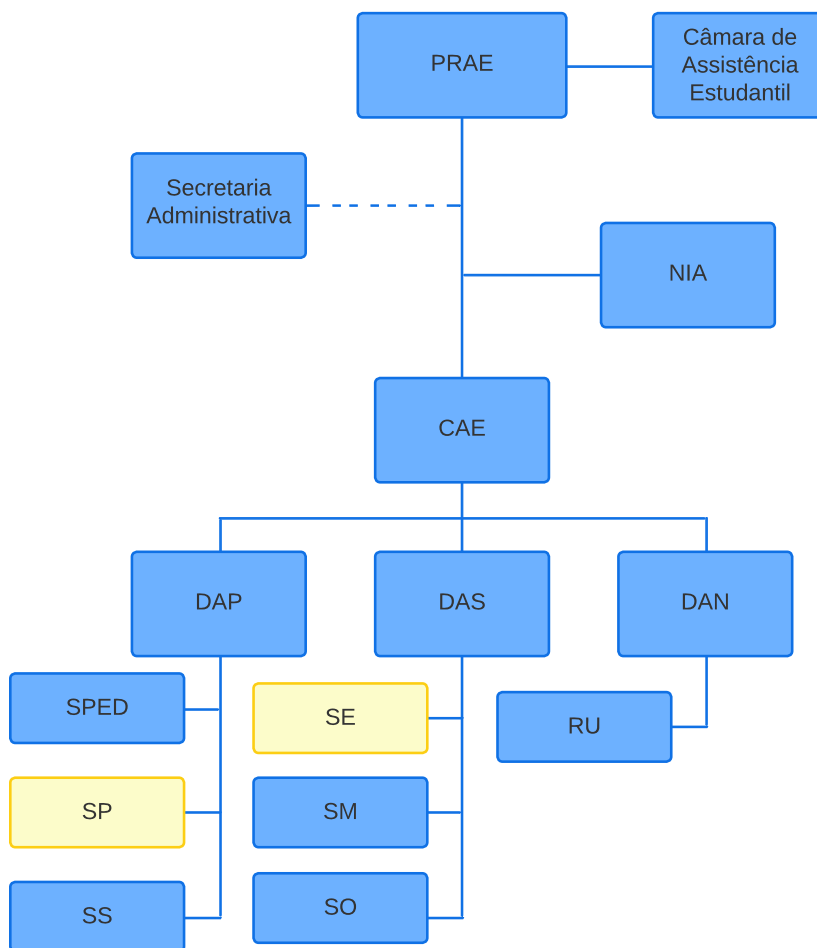 PRAE
Câmara de
Assistência
Estudantil
Secretaria
Administrativa
NIA
CAE
DAP
DAS
DAN
SPED
SE
RU
SP
SM
SS
SO